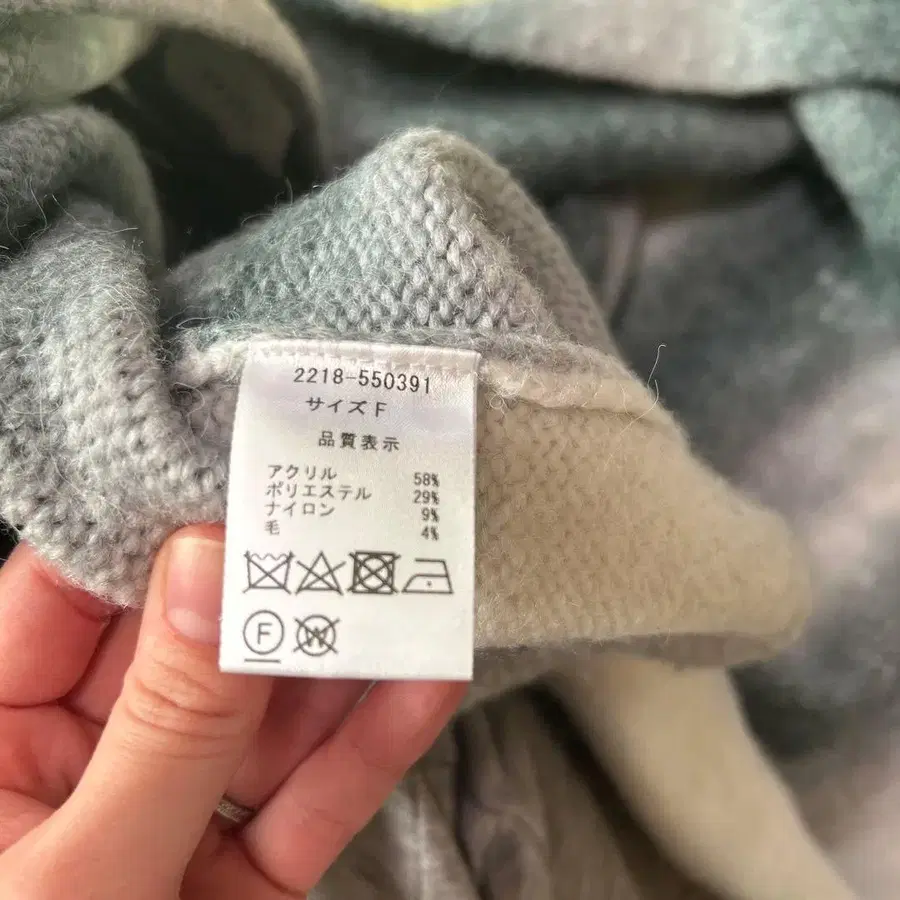 2218-550391
サイズ F
品質表示
アクリル 58%
ポリエステル 29%
ナイロン 9%
毛 4%
F W